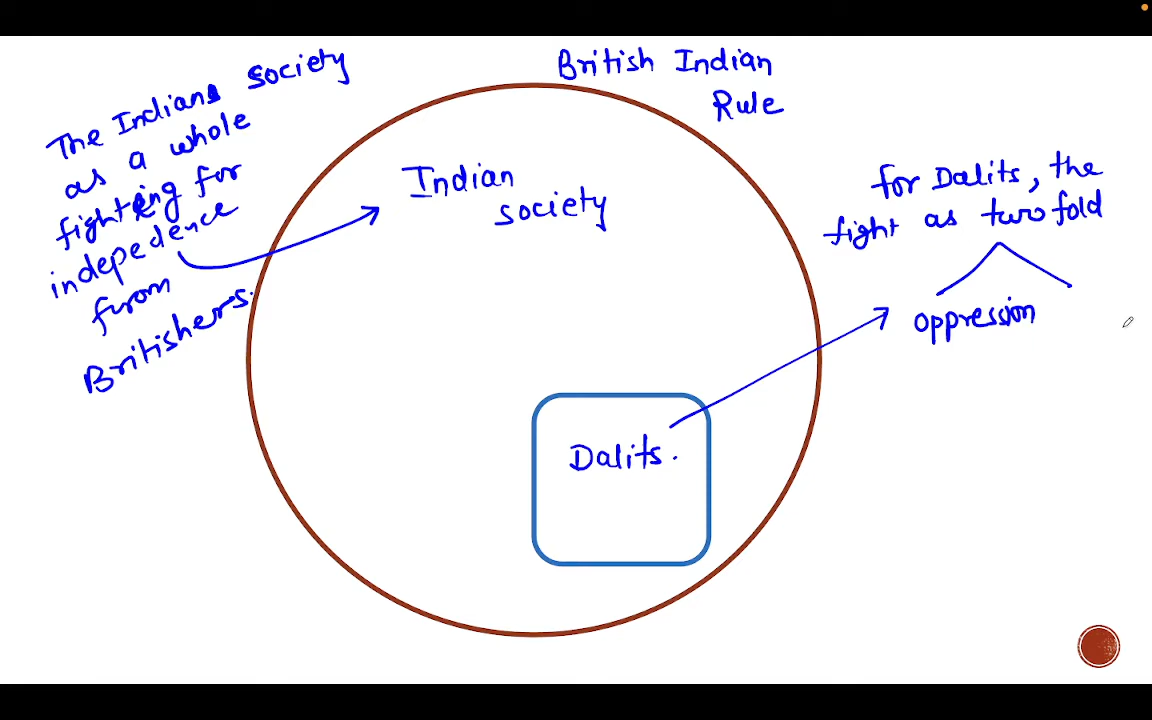 The Indians society
as a whole
fighting for
indepedence
from
Britishers.
British Indian
Rule
Indian
society
for Dalits, the
fight as two fold
oppression
Dalits.